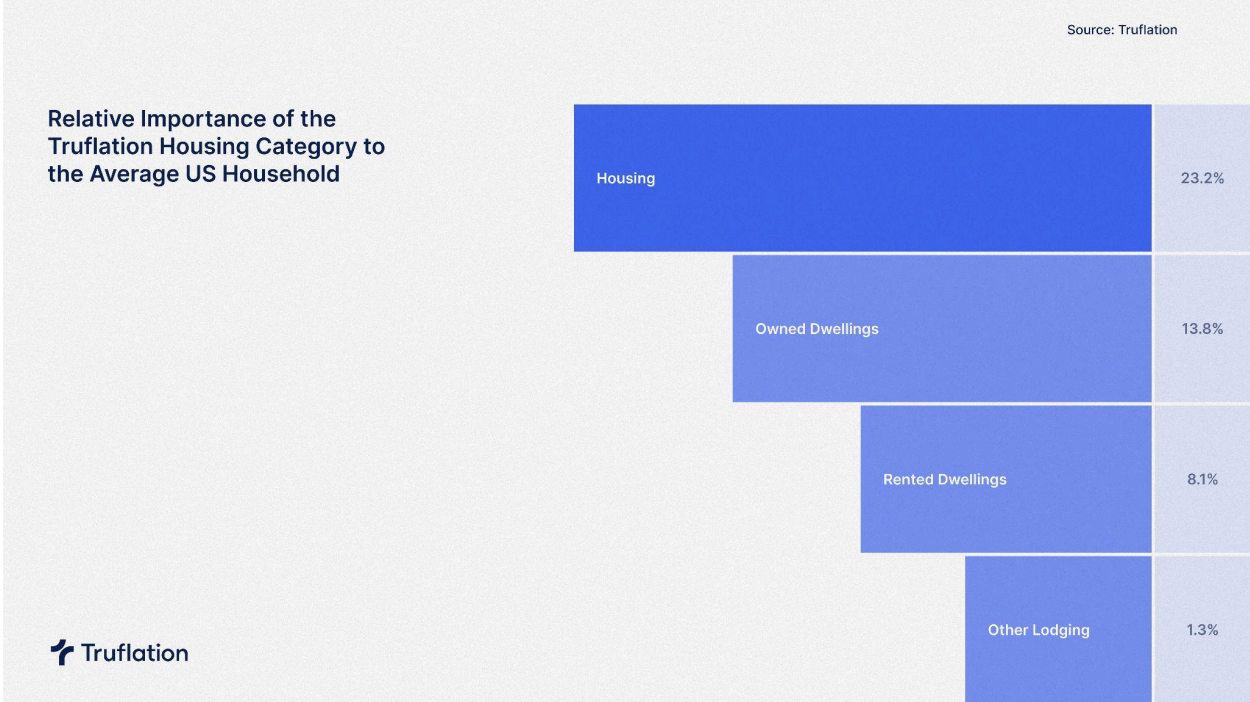 Source: Truflation
Relative Importance of the
Truflation Housing Category to
the Average US Household
Housing
23.2%
Owned Dwellings
13.8%
Rented Dwellings
8.1%
Other Lodging
1.3%
Truflation